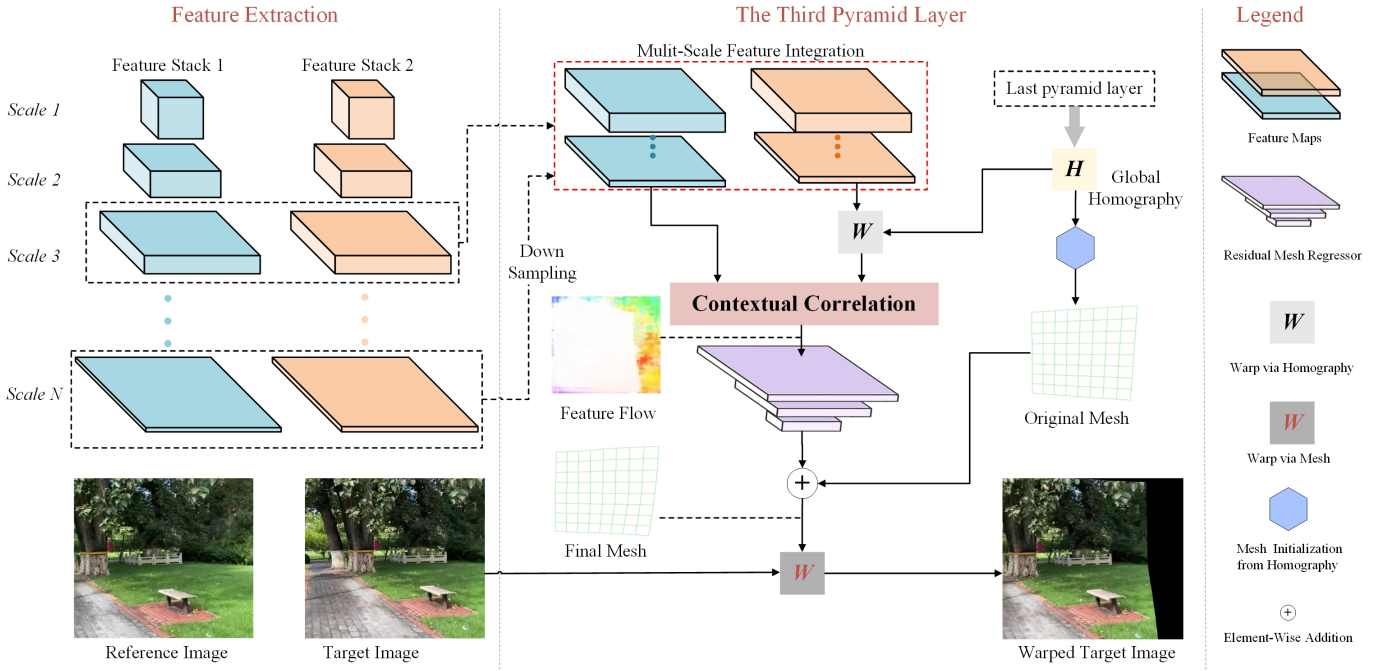 Feature Extraction
Feature Stack 1
Feature Stack 2
Scale 1
Scale 2
Scale 3
Scale N
Reference Image
Target Image
The Third Pyramid Layer
Mulit-Scale Feature Integration
Last pyramid layer
H
Global
Homography
W
Down
Sampling
Contextual Correlation
Feature Flow
Original Mesh
Final Mesh
W
Warped Target Image
Legend
Feature Maps
Residual Mesh Regressor
W
Warp via Homography
W
Warp via Mesh
Mesh Initialization
from Homography
Element-Wise Addition